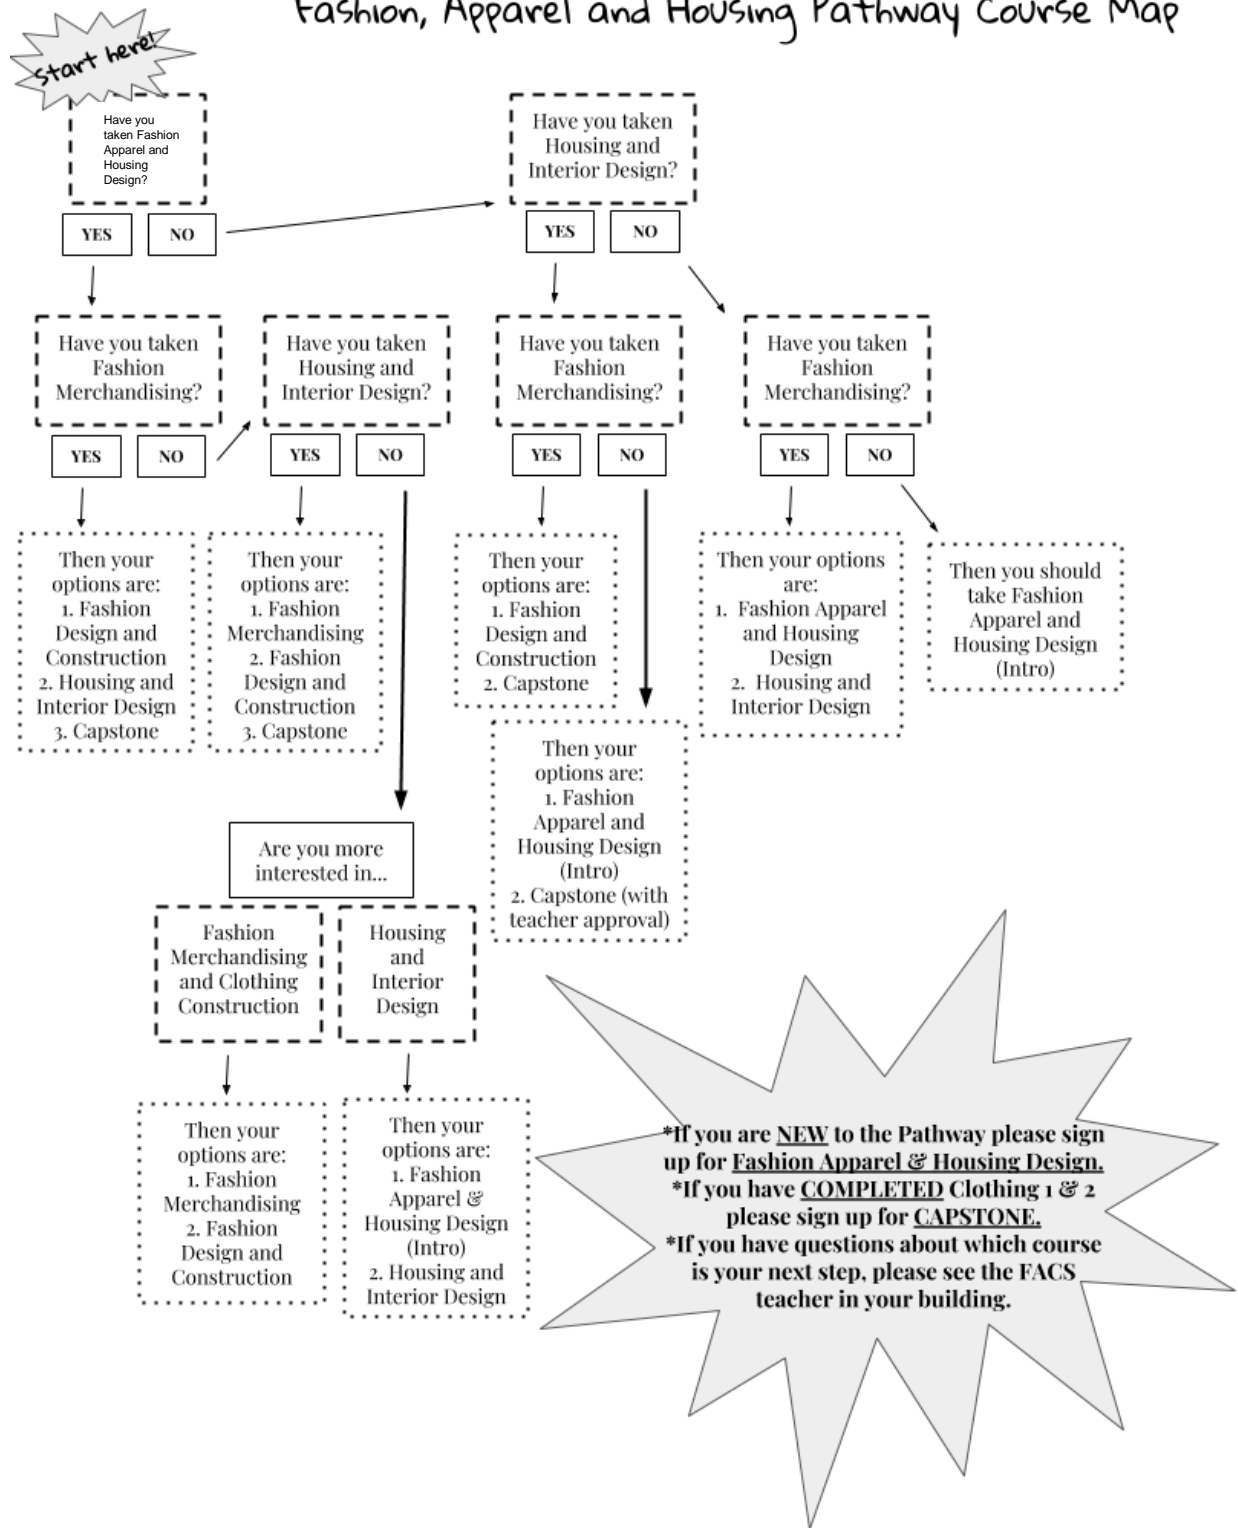 Fashion, Apparel and Housing Pathway Course Map
Start here!
Have you
taken Fashion
Apparel and
Housing
Design?
YES
NO
Have you taken
Housing and
Interior Design?
YES
NO
Have you taken
Fashion
Merchandising?
YES
NO
Have you taken
Housing and
Interior Design?
YES
NO
Have you taken
Fashion
Merchandising?
YES
NO
Have you taken
Fashion
Merchandising?
YES
NO
Then your
options are:
1. Fashion
Design and
Construction
2. Housing and
Interior Design
3. Capstone
Then your
options are:
1. Fashion
Merchandising
2. Fashion
Design and
Construction
3. Capstone
Then your
options are:
1. Fashion
Design and
Construction
2. Capstone
Then your options
are:
1. Fashion Apparel
and Housing
Design
2. Housing and
Interior Design
Then you should
take Fashion
Apparel and
Housing Design
(Intro)
Then your
options are:
1. Fashion
Apparel and
Housing Design
(Intro)
2. Capstone (with
teacher approval)
Are you more
interested in...
Fashion
Merchandising
and Clothing
Construction
Housing
and
Interior
Design
Then your
options are:
1. Fashion
Merchandising
2. Fashion
Design and
Construction
Then your
options are:
1. Fashion
Apparel &
Housing Design
(Intro)
2. Housing and
Interior Design
*If you are NEW to the Pathway please sign
up for Fashion Apparel & Housing Design.
*If you have COMPLETED Clothing 1 & 2
please sign up for CAPSTONE.
*If you have questions about which course
is your next step, please see the FACS
teacher in your building.